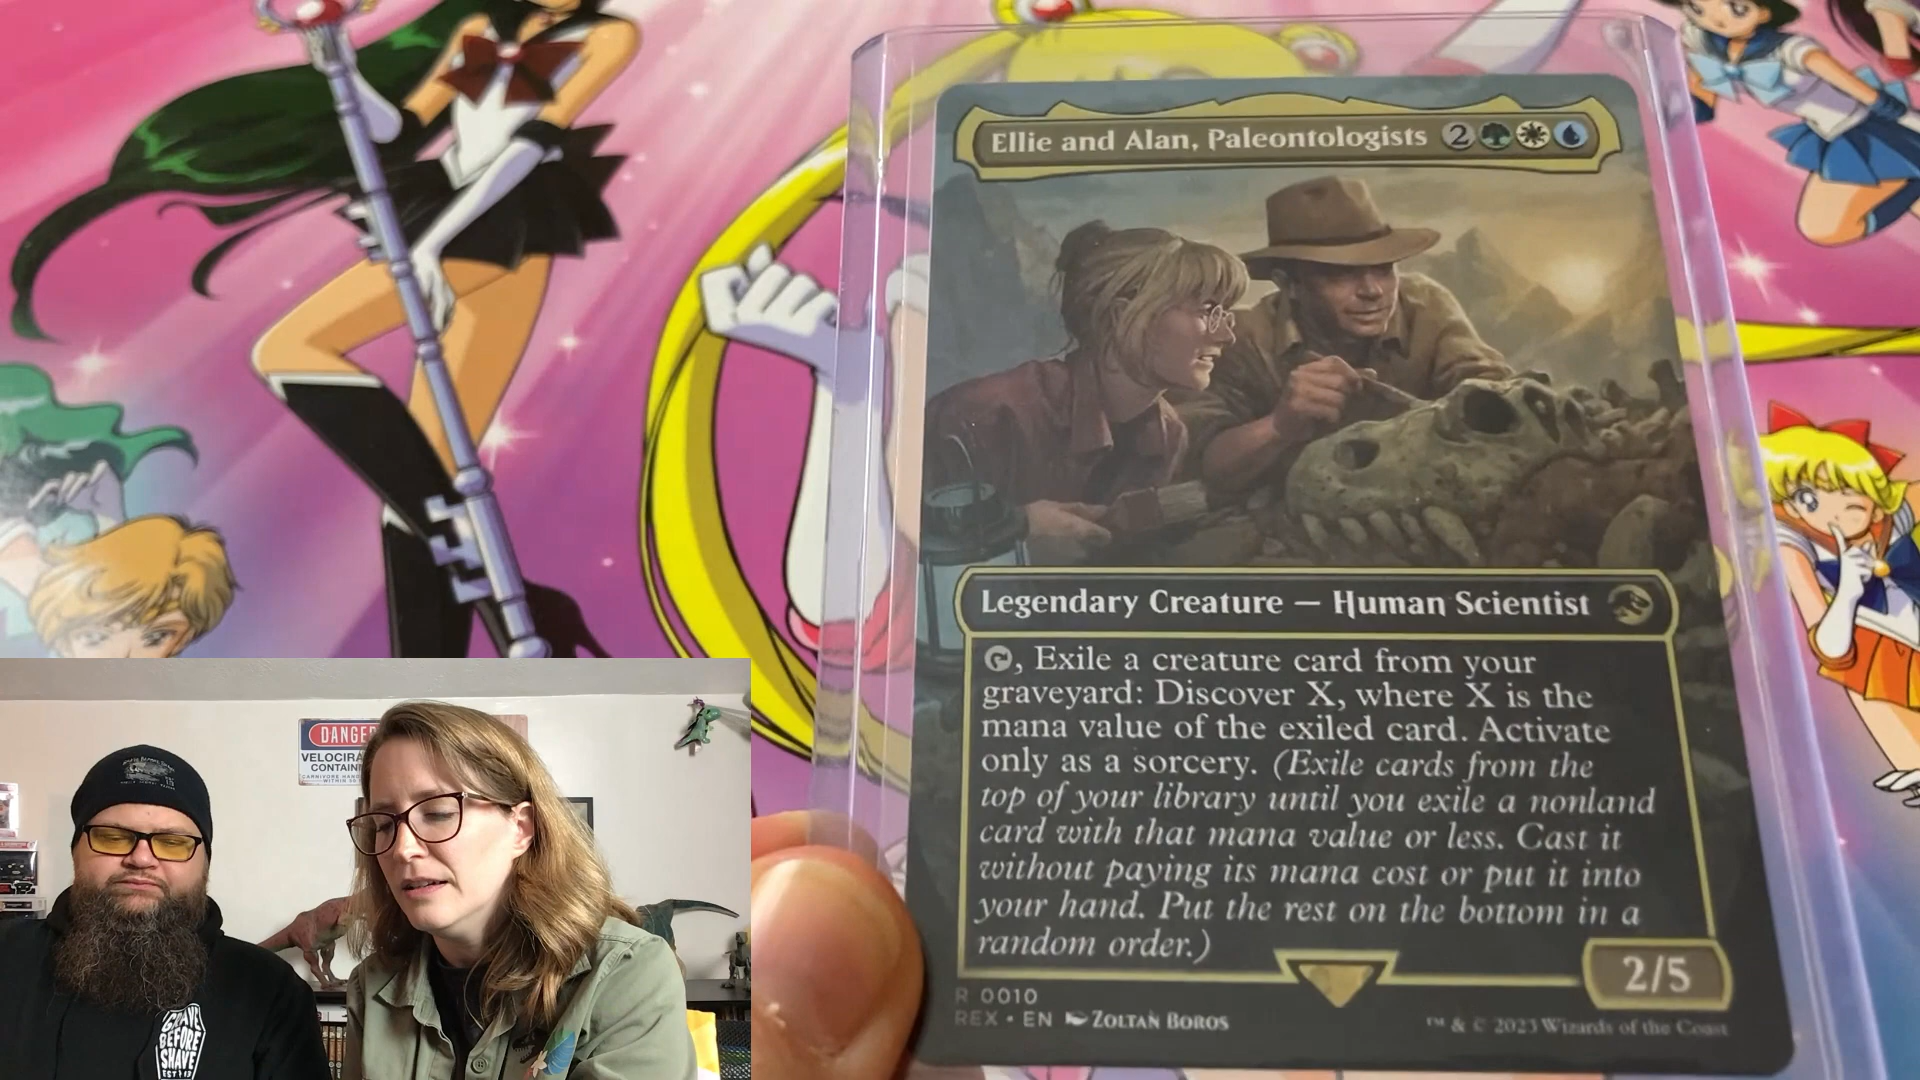 Ellie and Alan, Paleontologists 2
Legendary Creature — Human Scientist
, Exile a creature card from your
graveyard: Discover X, where X is the
mana value of the exiled card. Activate
only as a sorcery. (Exile cards from the
top of your library until you exile a nonland
card with that mana value or less. Cast it
without paying its mana cost or put it into
your hand. Put the rest on the bottom in a
random order.)
2/5
R 0010
REX • EN ZOLTAN BOROS
™ & © 2023 Wizards of the Coast
DANGER
VELOCIRA
CONTAIN
CARNIVORE HAND
GRAVE
BEFORE
SHAVE